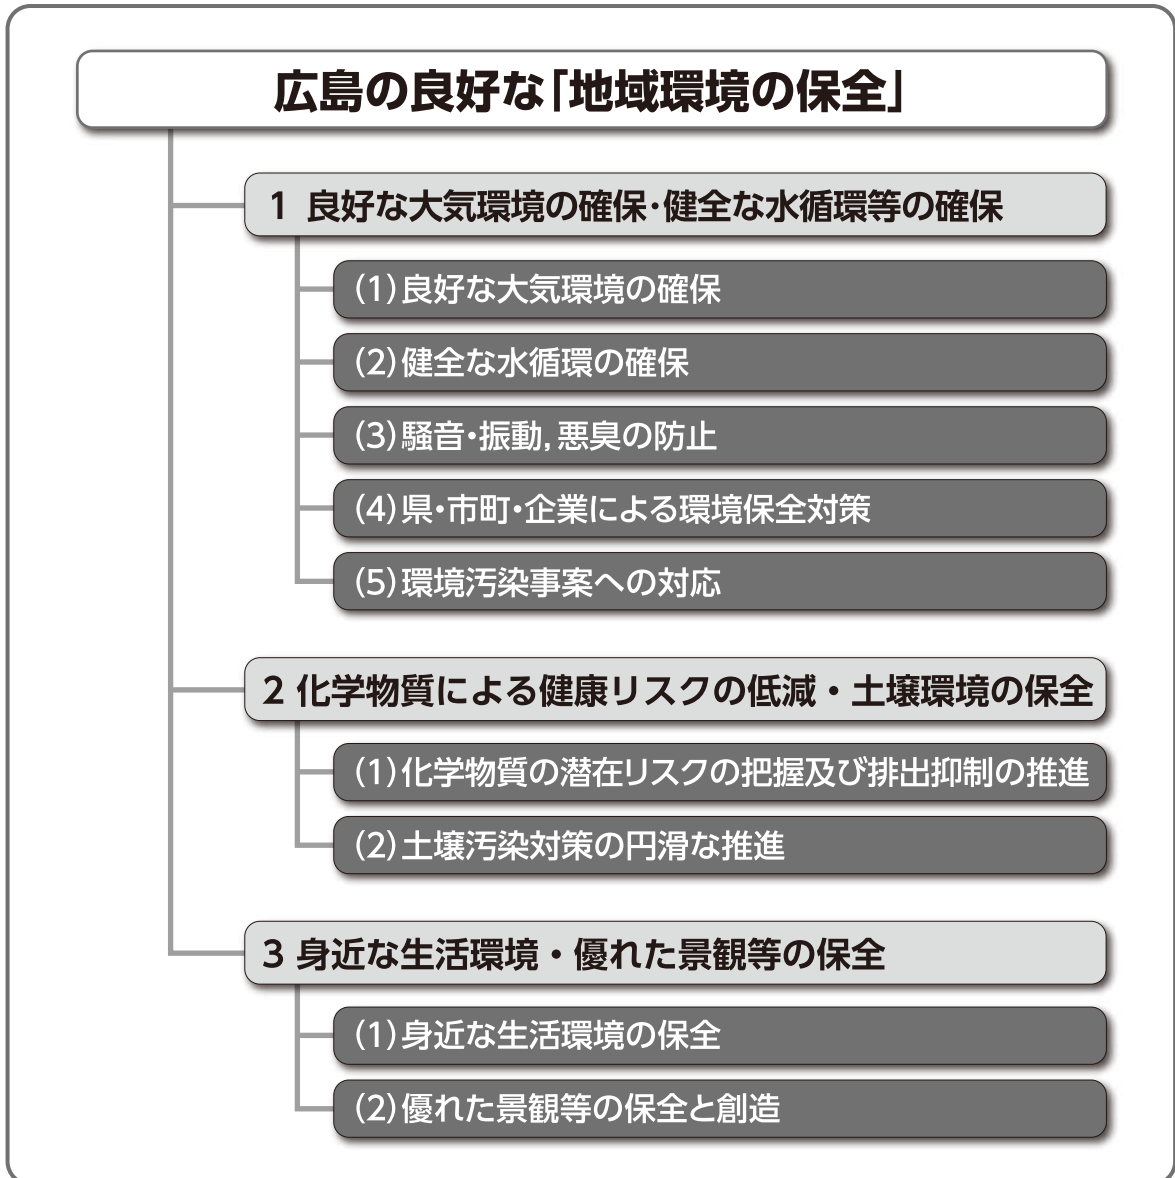 広島の良好な「地域環境の保全」
1 良好な大気環境の確保・健全な水循環等の確保
(1)良好な大気環境の確保
(2)健全な水循環の確保
(3)騒音・振動,悪臭の防止
(4)県・市町・企業による環境保全対策
(5)環境汚染事案への対応
2 化学物質による健康リスクの低減・土壌環境の保全
(1)化学物質の潜在リスクの把握及び排出抑制の推進
(2)土壌汚染対策の円滑な推進
3 身近な生活環境・優れた景観等の保全
(1)身近な生活環境の保全
(2)優れた景観等の保全と創造